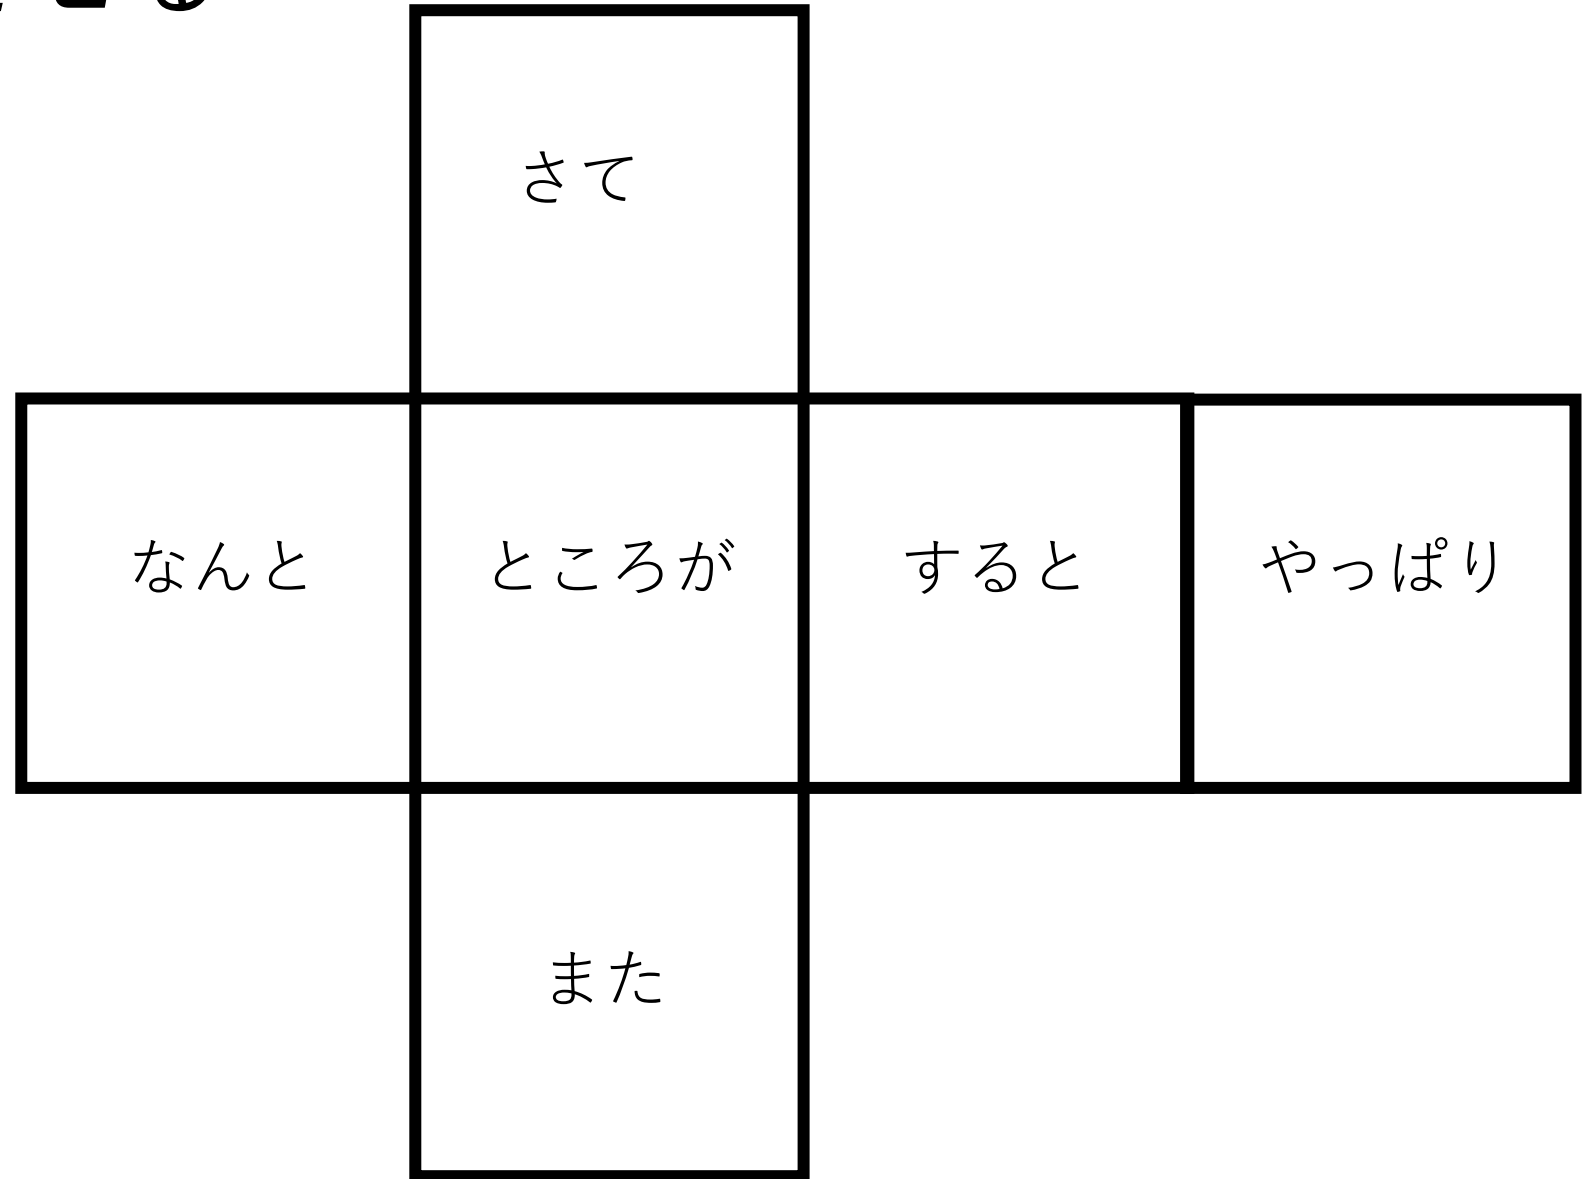 さて
なんと ところが すると やっぱり
また